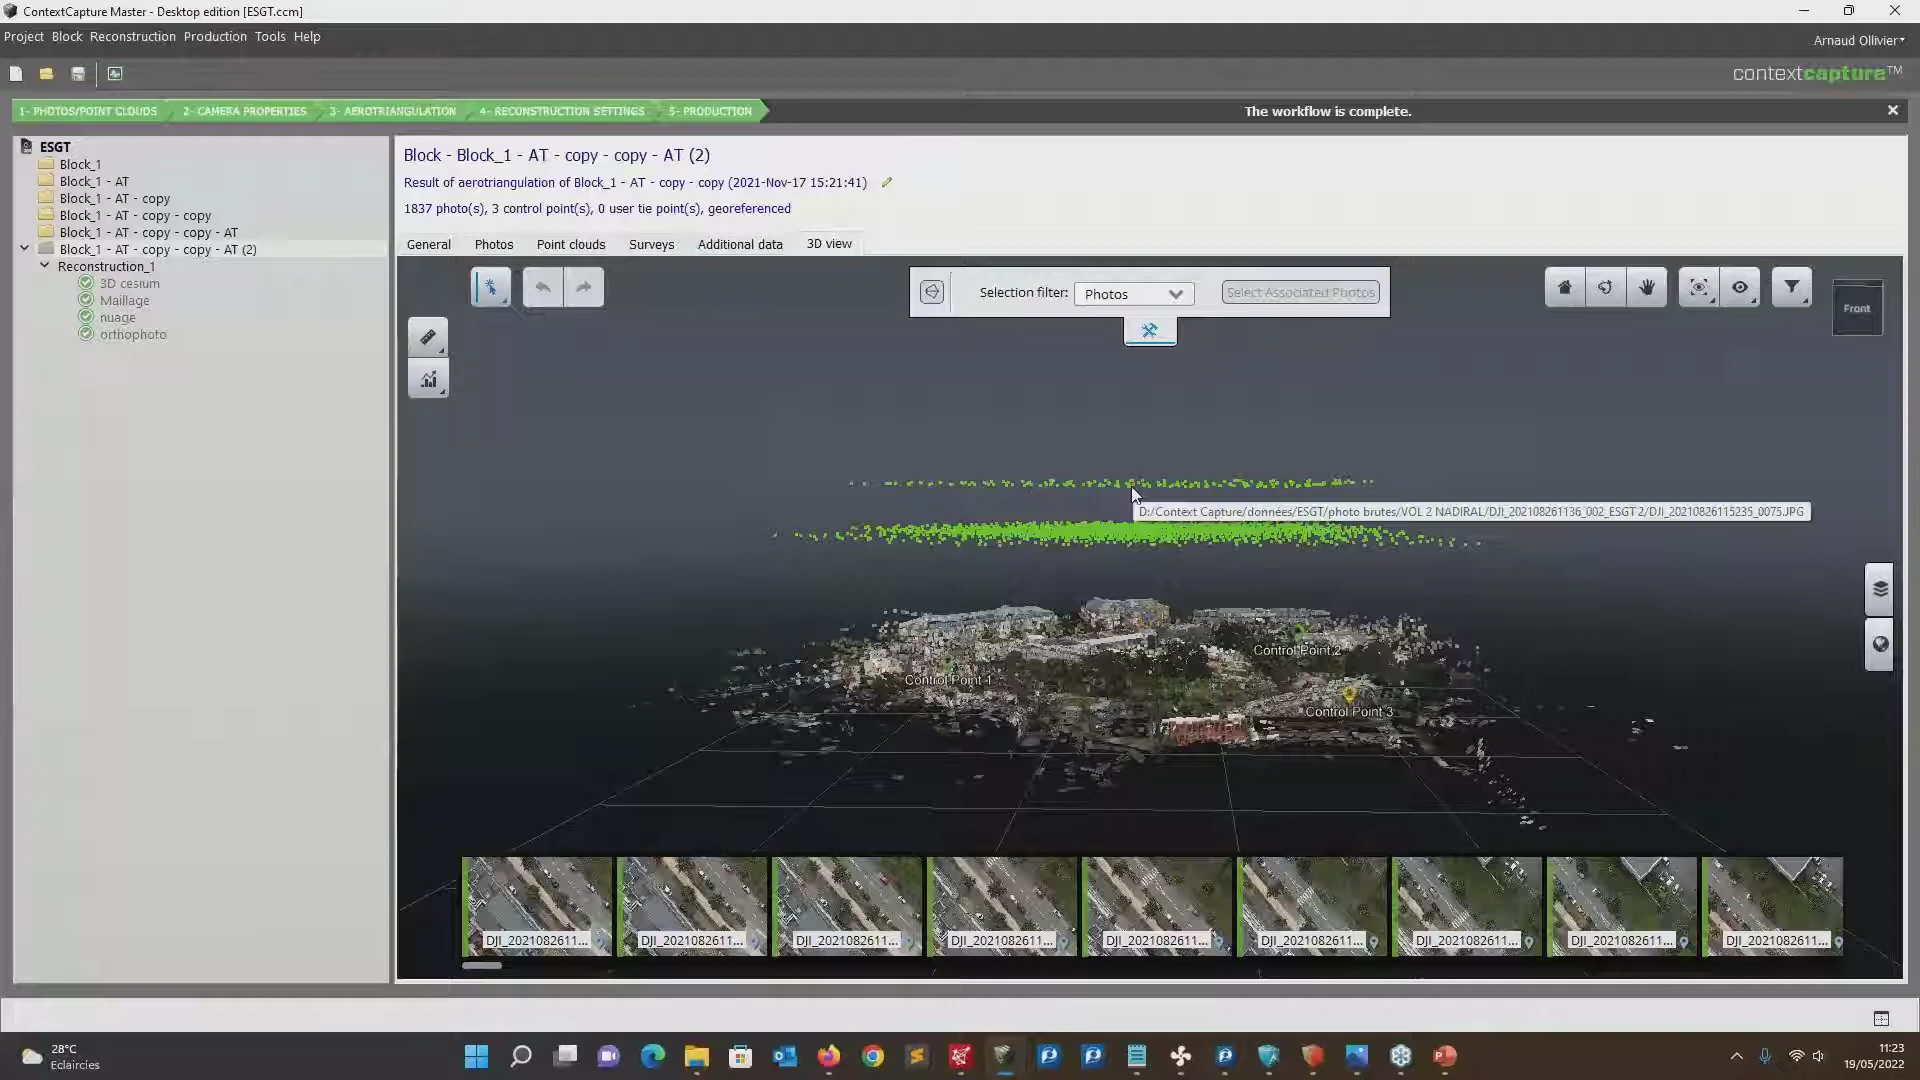 ContextCapture Master - Desktop edition [ESGT.ccm]
Project Block Reconstruction Production Tools Help
Arnaud Ollivier
contextcapture™
1- PHOTOS/POINT CLOUDS 2- CAMERA PROPERTIES 3- AEROTRIANGULATION 4- RECONSTRUCTION SETTINGS 5- PRODUCTION
The workflow is complete.
ESGT
Block_1
Block_1 - AT
Block_1 - AT - copy
Block_1 - AT - copy - copy
Block_1 - AT - copy - copy - AT
Block_1 - AT - copy - copy - AT (2)
Reconstruction_1
3D cesium
Maillage
nuage
orthophoto
Block - Block_1 - AT - copy - copy - AT (2)
Result of aerotriangulation of Block_1 - AT - copy - copy (2021-Nov-17 15:21:41)
1837 photo(s), 3 control point(s), 0 user tie point(s), georeferenced
General Photos Point clouds Surveys Additional data 3D view
Selection filter: Photos Select Associated Photos
Front
D:/Context Capture/données/ESGT/photo brutes/VOL 2 NADIRAL/DJI_202108261136_002_ESGT 2/DJI_20210826115235_0075.JPG
Control Point 2
Control Point 1
Control Point 3
DJI_2021082611... DJI_2021082611... DJI_2021082611... DJI_2021082611... DJI_2021082611... DJI_2021082611... DJI_2021082611... DJI_2021082611... DJI_2021082611...
28°C
Eclaircies
11:23
19/05/2022